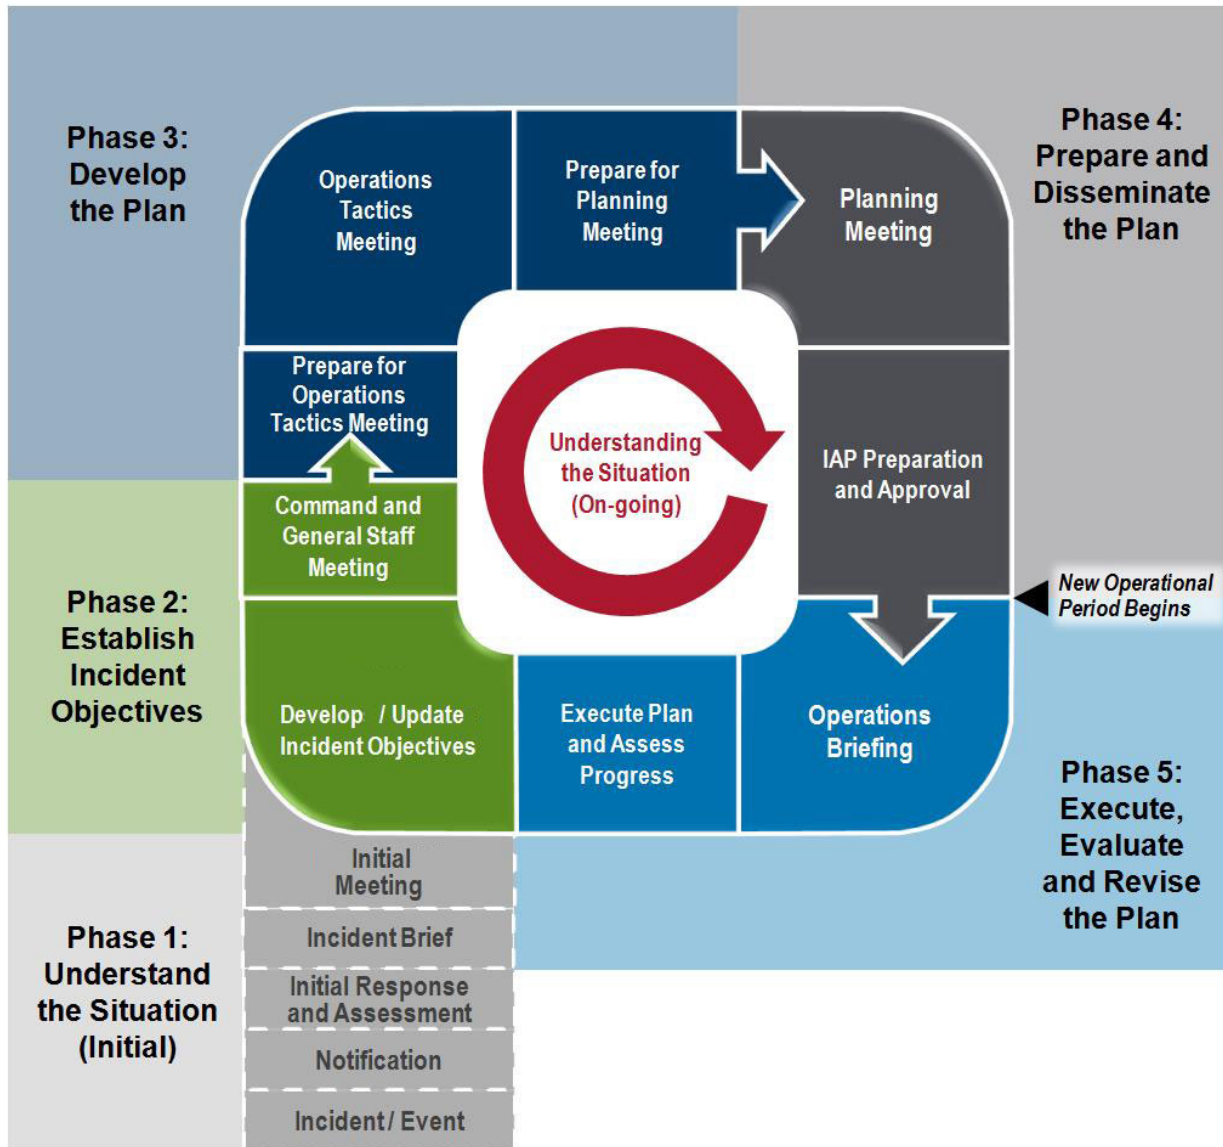 Phase 3:
Develop
the Plan
Operations
Tactics
Meeting
Prepare for
Planning
Meeting
Planning
Meeting
Phase 4:
Prepare and
Disseminate
the Plan
Prepare for
Operations
Tactics Meeting
Understanding
the Situation
(On-going)
IAP Preparation
and Approval
Command and
General Staff
Meeting
Phase 2:
Establish
Incident
Objectives
New Operational
Period Begins
Develop / Update
Incident Objectives
Execute Plan
and Assess
Progress
Operations
Briefing
Phase 5:
Execute,
Evaluate
and Revise
the Plan
Phase 1:
Understand
the Situation
(Initial)
Initial
Meeting
Incident Brief
Initial Response
and Assessment
Notification
Incident / Event